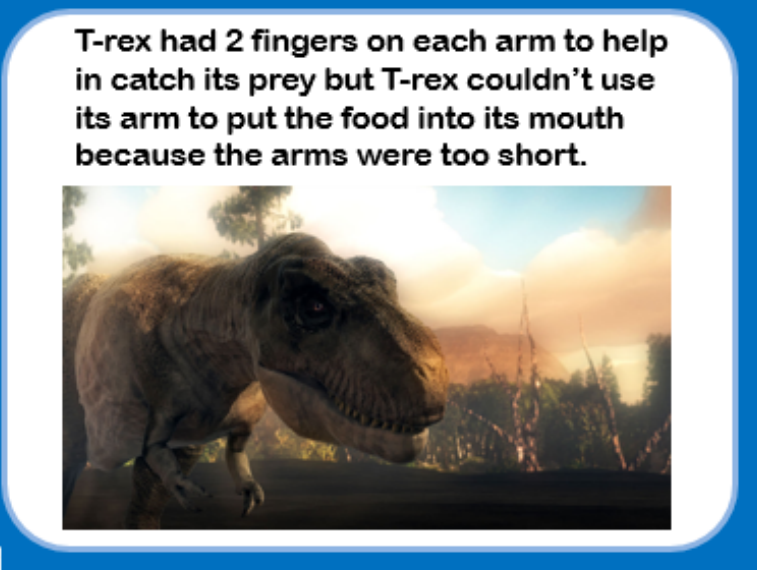 T-rex had 2 fingers on each arm to help
in catch its prey but T-rex couldn't use
its arm to put the food into its mouth
because the arms were too short.